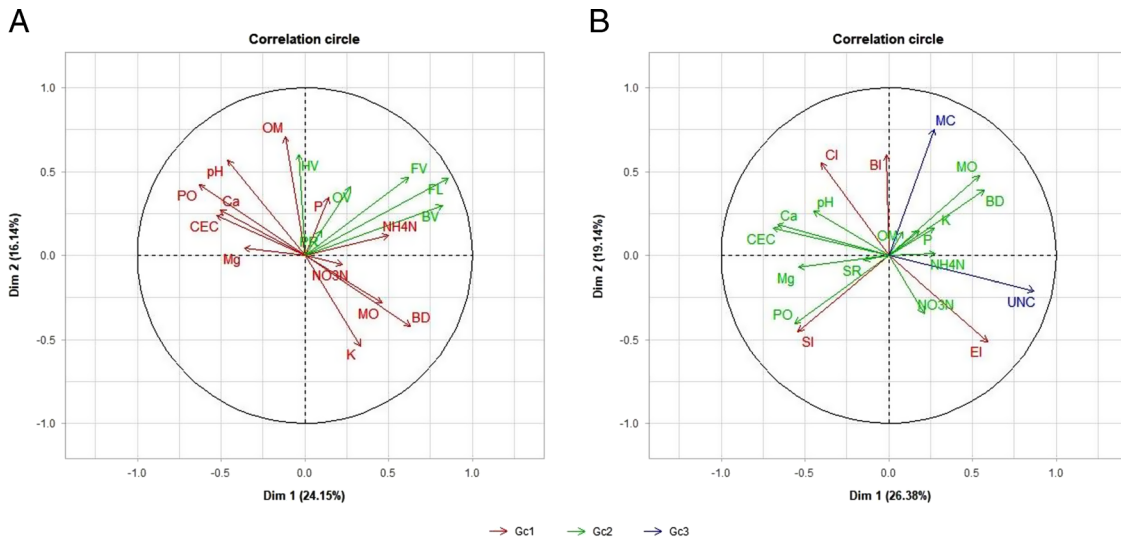 A
B
Correlation circle
Correlation circle
1.0
0.5
0.0
-0.5
-1.0
-1.0
-0.5
0.0
0.5
1.0
Dim 2 (16.14%)
Dim 1 (24.15%)
OM
HV
pH
FV
PO
OV
FL
Ca
P
BV
CEC
NH4N
Mg
NO3N
MO
BD
K
1.0
0.5
0.0
-0.5
-1.0
-1.0
-0.5
0.0
0.5
1.0
Dim 2 (19.14%)
Dim 1 (26.38%)
MC
CI
BI
MO
BD
pH
Ca
K
CEC
OM
P
Mg
SR
NH4N
UNC
PO
NO3N
SI
EI
Gc1
Gc2
Gc3